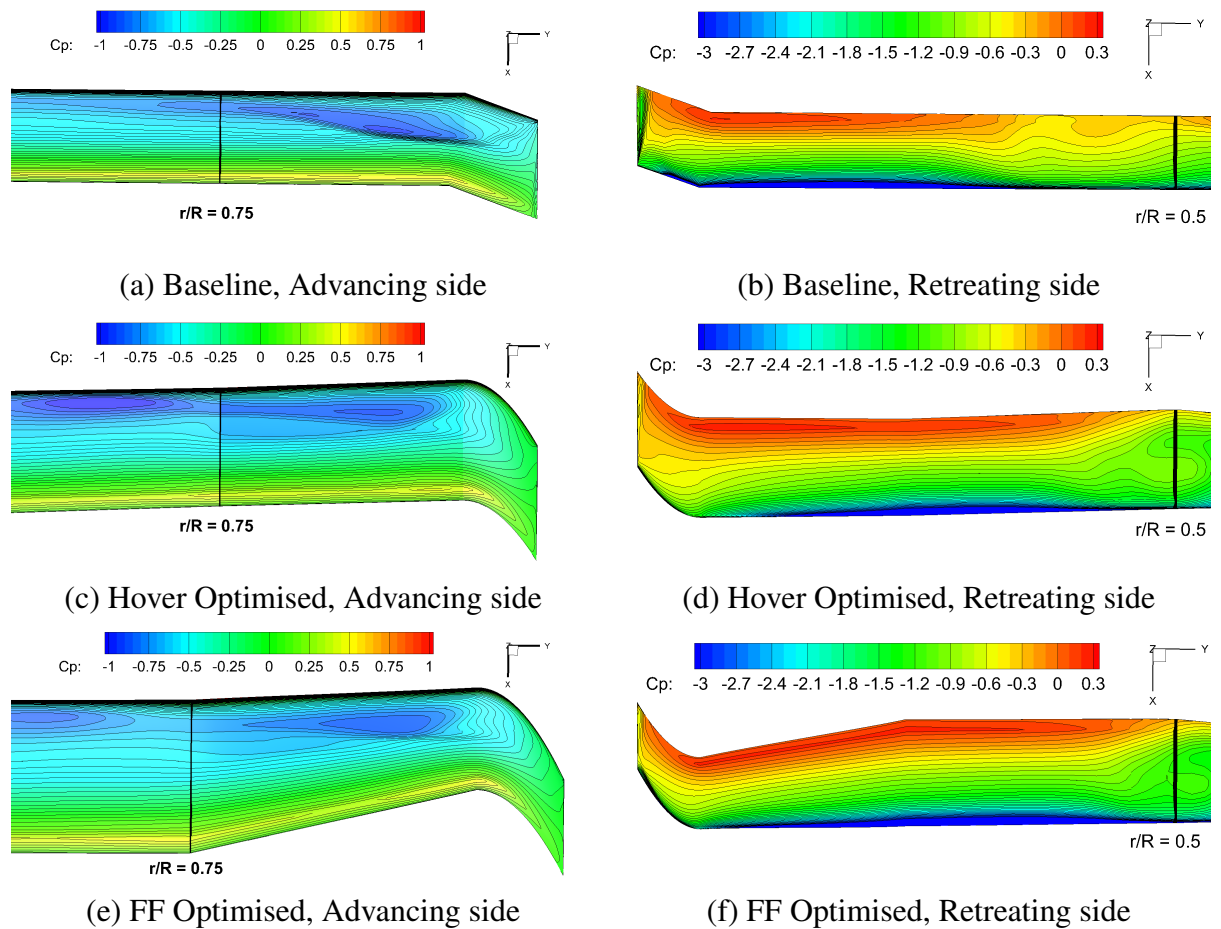 Cp: -1 -0.75 -0.5 -0.25 0 0.25 0.5 0.75 1
Z Y
X
r/R = 0.75
(a) Baseline, Advancing side
Cp: -3 -2.7 -2.4 -2.1 -1.8 -1.5 -1.2 -0.9 -0.6 -0.3 0 0.3
Z Y
X
r/R = 0.5
(b) Baseline, Retreating side
Cp: -1 -0.75 -0.5 -0.25 0 0.25 0.5 0.75 1
Z Y
X
r/R = 0.75
(c) Hover Optimised, Advancing side
Cp: -3 -2.7 -2.4 -2.1 -1.8 -1.5 -1.2 -0.9 -0.6 -0.3 0 0.3
Z Y
X
r/R = 0.5
(d) Hover Optimised, Retreating side
Cp: -1 -0.75 -0.5 -0.25 0 0.25 0.5 0.75 1
Z Y
X
r/R = 0.75
(e) FF Optimised, Advancing side
Cp: -3 -2.7 -2.4 -2.1 -1.8 -1.5 -1.2 -0.9 -0.6 -0.3 0 0.3
Z Y
X
r/R = 0.5
(f) FF Optimised, Retreating side